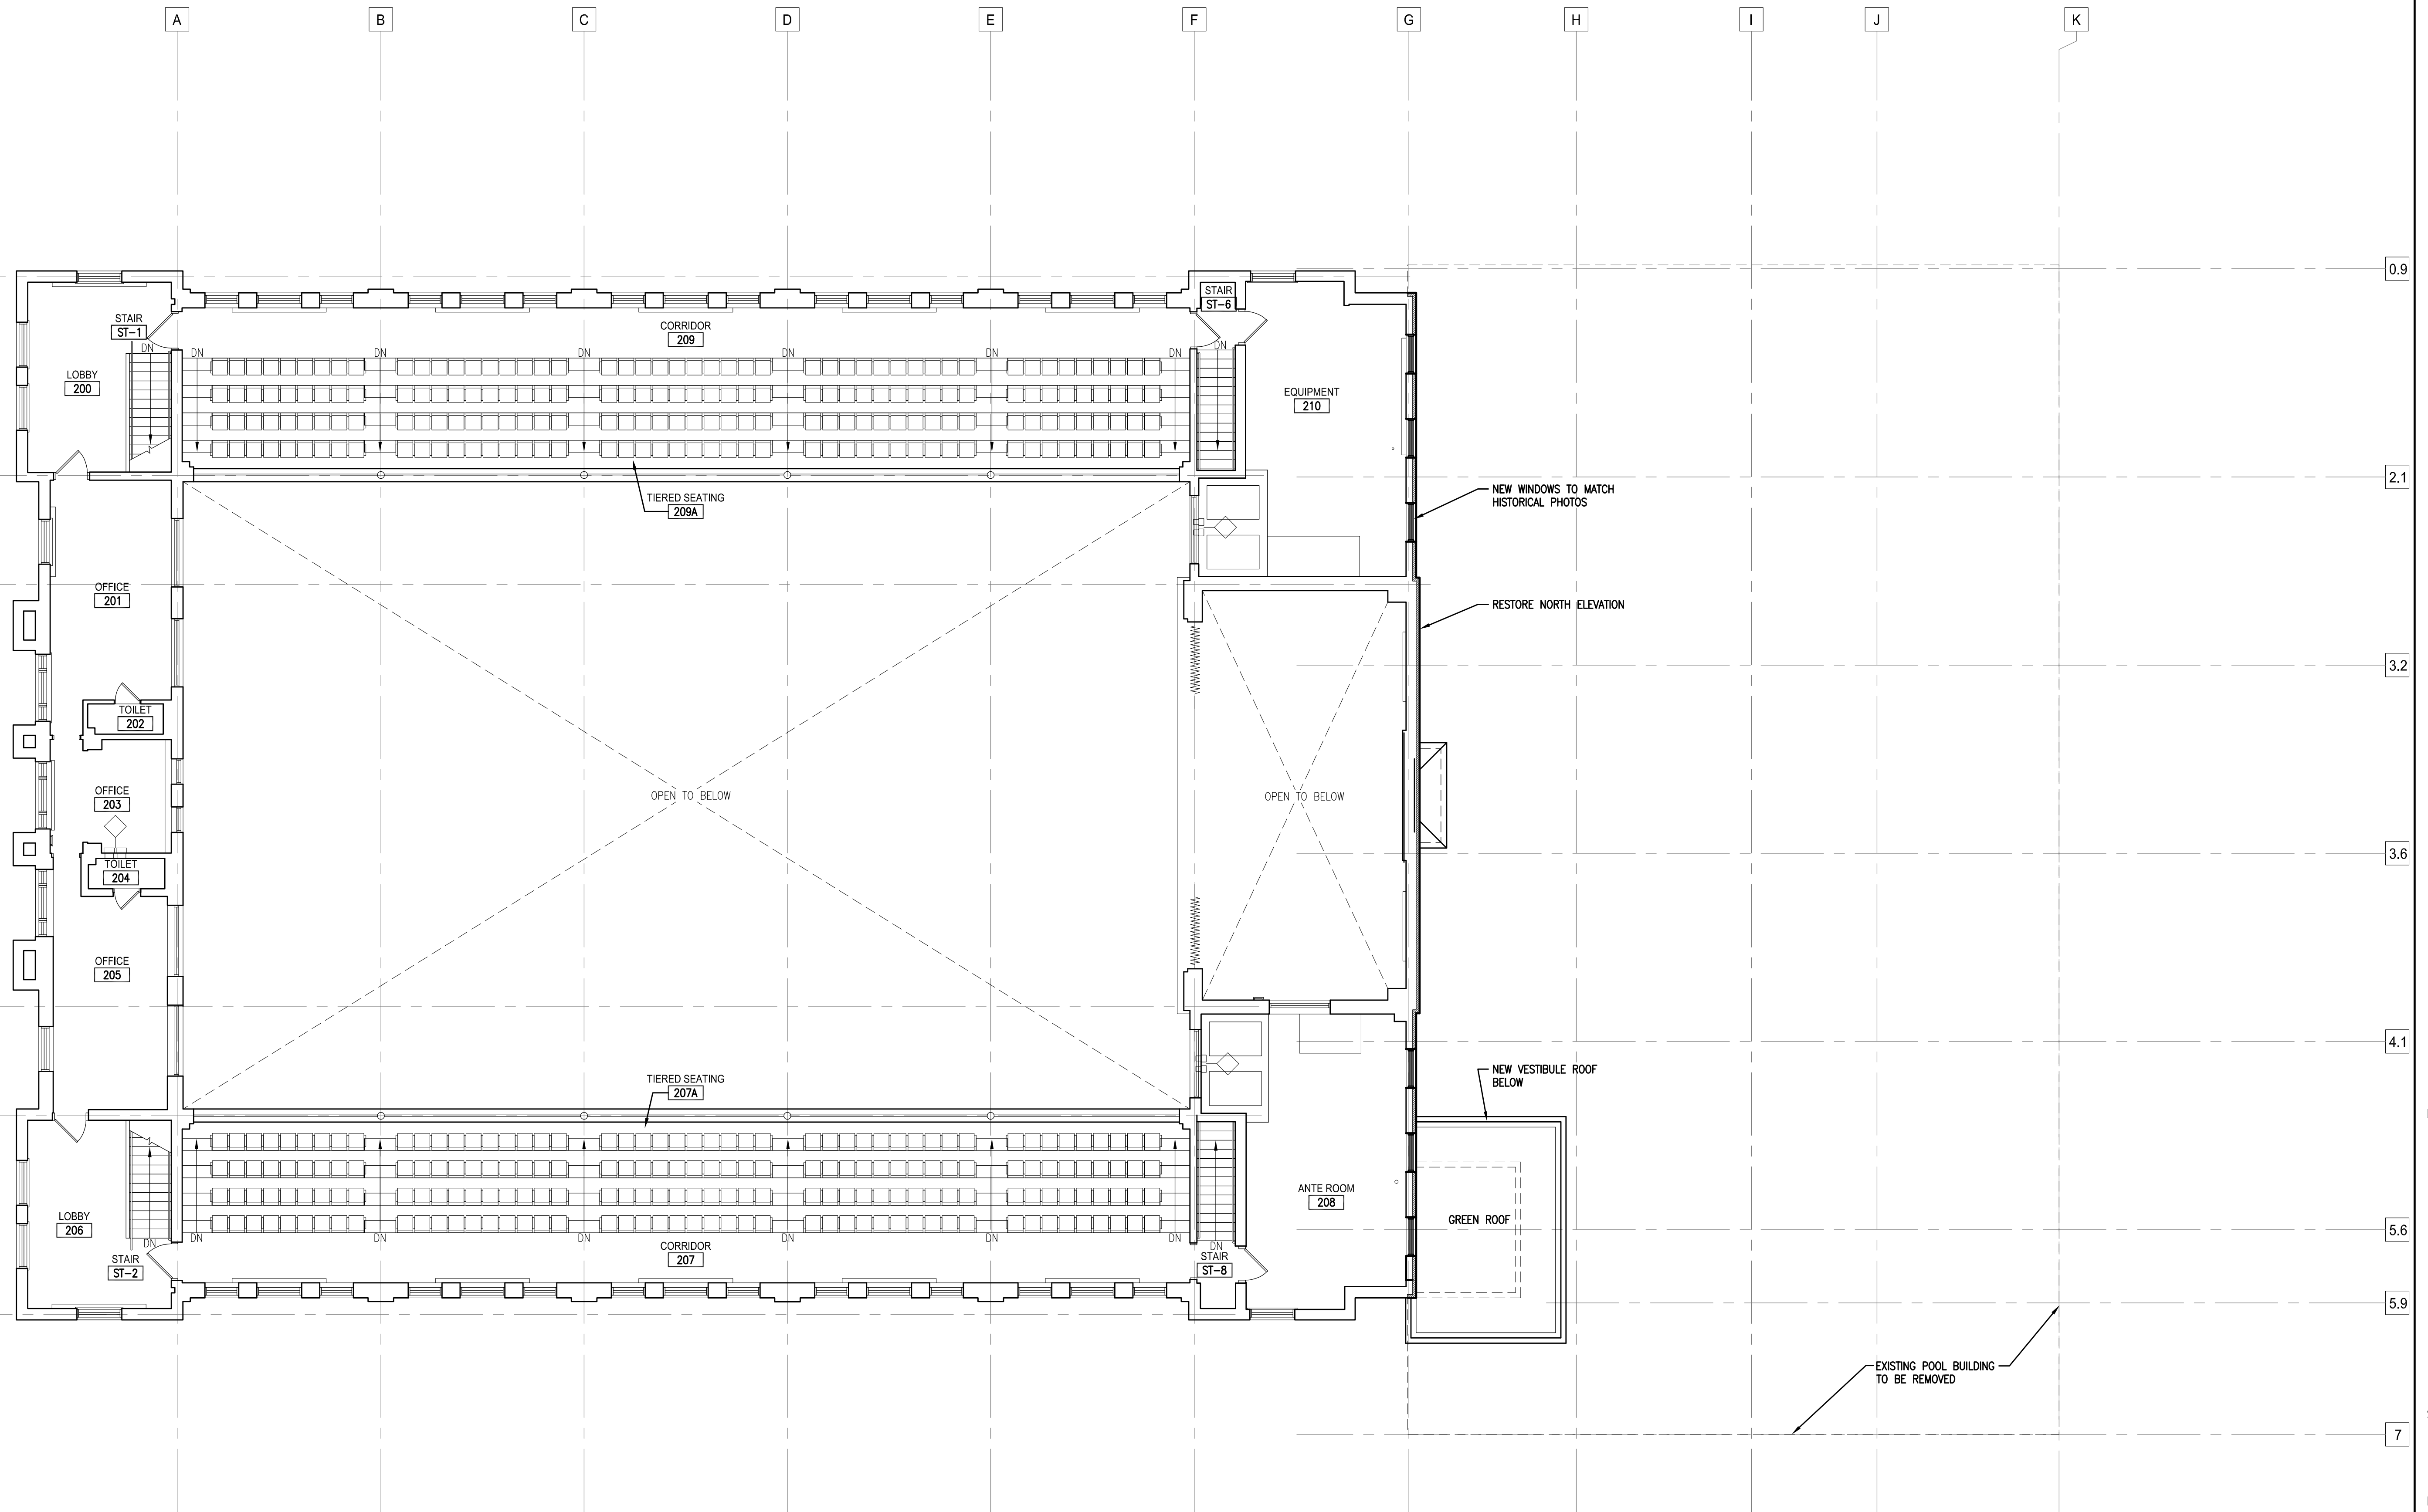 A
B
C
D
E
F
G
H
I
J
K
0.9
STAIR
ST-6
STAIR
ST-1
DN
CORRIDOR
209
DN
DN
DN
DN
DN
DN
DN
LOBBY
200
EQUIPMENT
210
2.1
TIERED SEATING
209A
NEW WINDOWS TO MATCH
HISTORICAL PHOTOS
OFFICE
201
RESTORE NORTH ELEVATION
3.2
TOILET
202
OFFICE
203
OPEN TO BELOW
OPEN TO BELOW
3.6
TOILET
204
OFFICE
205
4.1
TIERED SEATING
207A
NEW VESTIBULE ROOF
BELOW
ANTE ROOM
208
LOBBY
206
GREEN ROOF
5.6
DN
DN
DN
DN
DN
DN
DN
DN
STAIR
ST-2
CORRIDOR
207
STAIR
ST-8
5.9
EXISTING POOL BUILDING
TO BE REMOVED
7